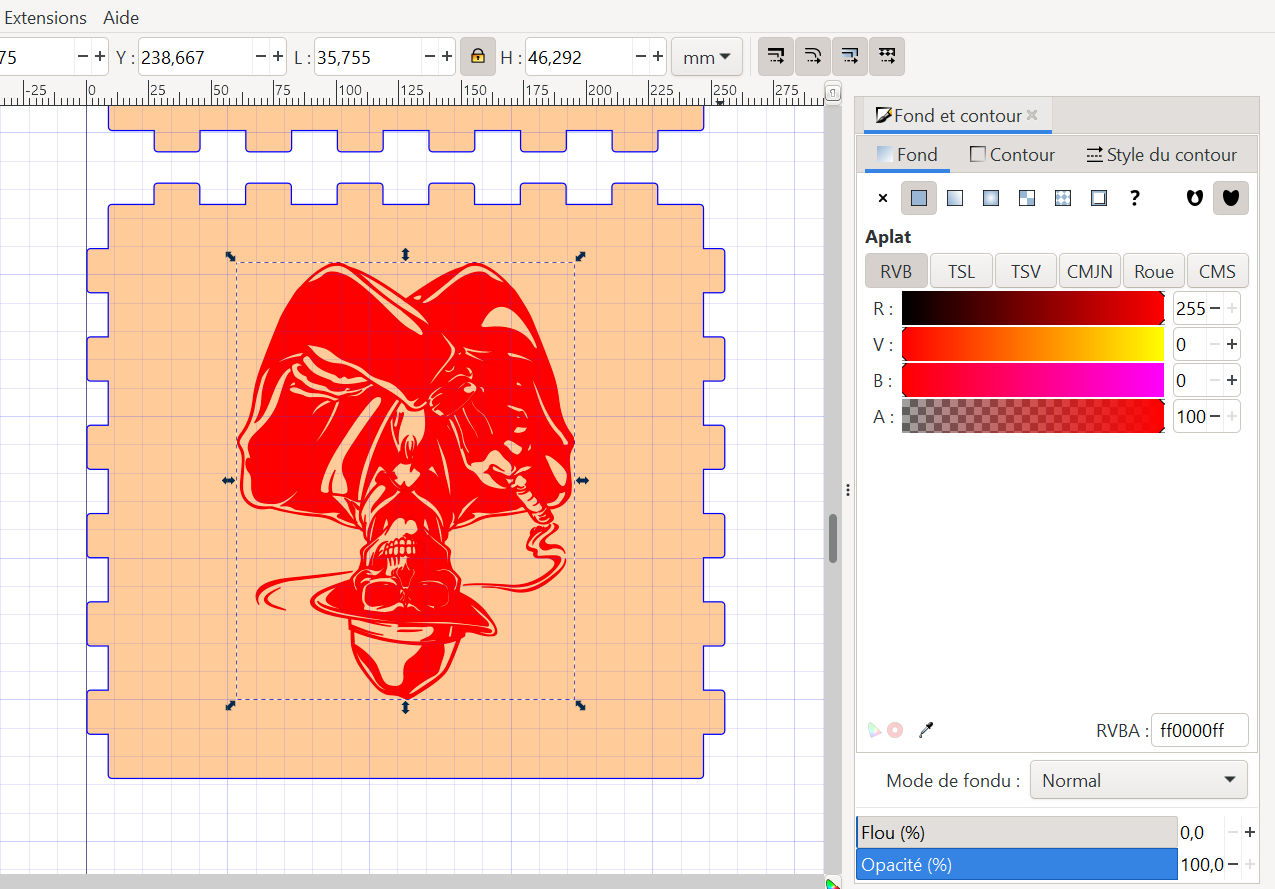 Extensions Aide
75 Y : 238,667 L : 35,755 H : 46,292 mm
-25 0 25 50 75 100 125 150 175 200 225 250 275
Fond et contour
Fond Contour Style du contour
?
Aplat
RVB TSL TSV CMJN Roue CMS
R : 255
V : 0
B : 0
A : 100
RVBA : ff0000ff
Mode de fondu : Normal
Flou (%) 0,0
Opacité (%) 100,0